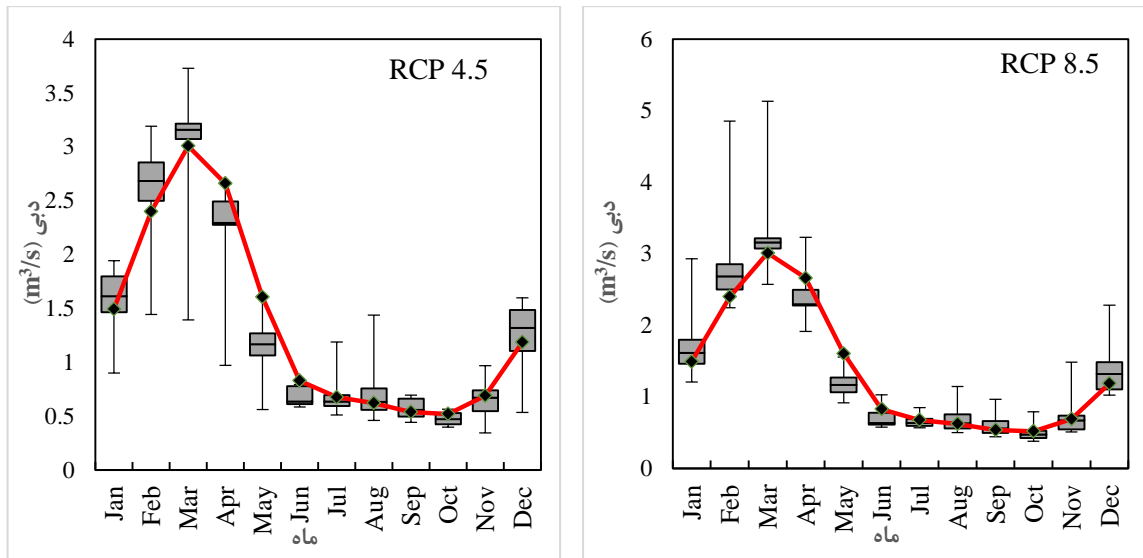 RCP 4.5
4
3.5
3
2.5
2
1.5
1
0.5
0
دبی (m³/s)
Jan Feb Mar Apr May Jun Jul Aug Sep Oct Nov Dec
ماه
RCP 8.5
6
5
4
3
2
1
0
دبی (m³/s)
Jan Feb Mar Apr May Jun Jul Aug Sep Oct Nov Dec
ماه